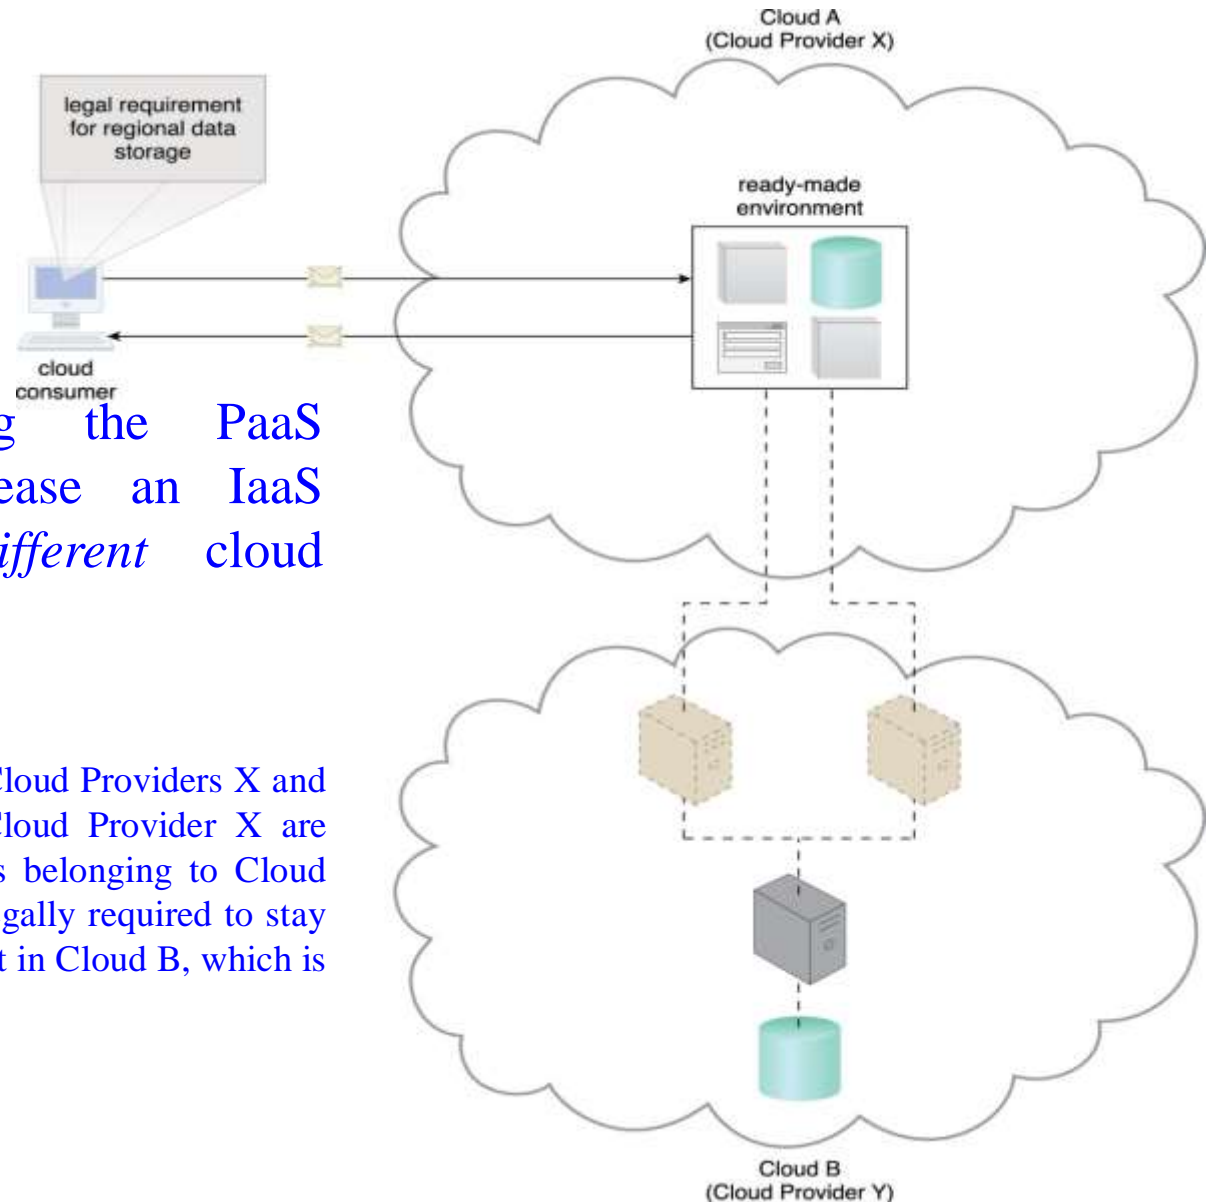 Cloud A
(Cloud Provider X)
legal requirement
for regional data
storage
ready-made
environment
cloud
consumer
g the PaaS
ease an IaaS
ifferent cloud
Cloud Providers X and
Cloud Provider X are
s belonging to Cloud
gally required to stay
t in Cloud B, which is
Cloud B
(Cloud Provider Y)